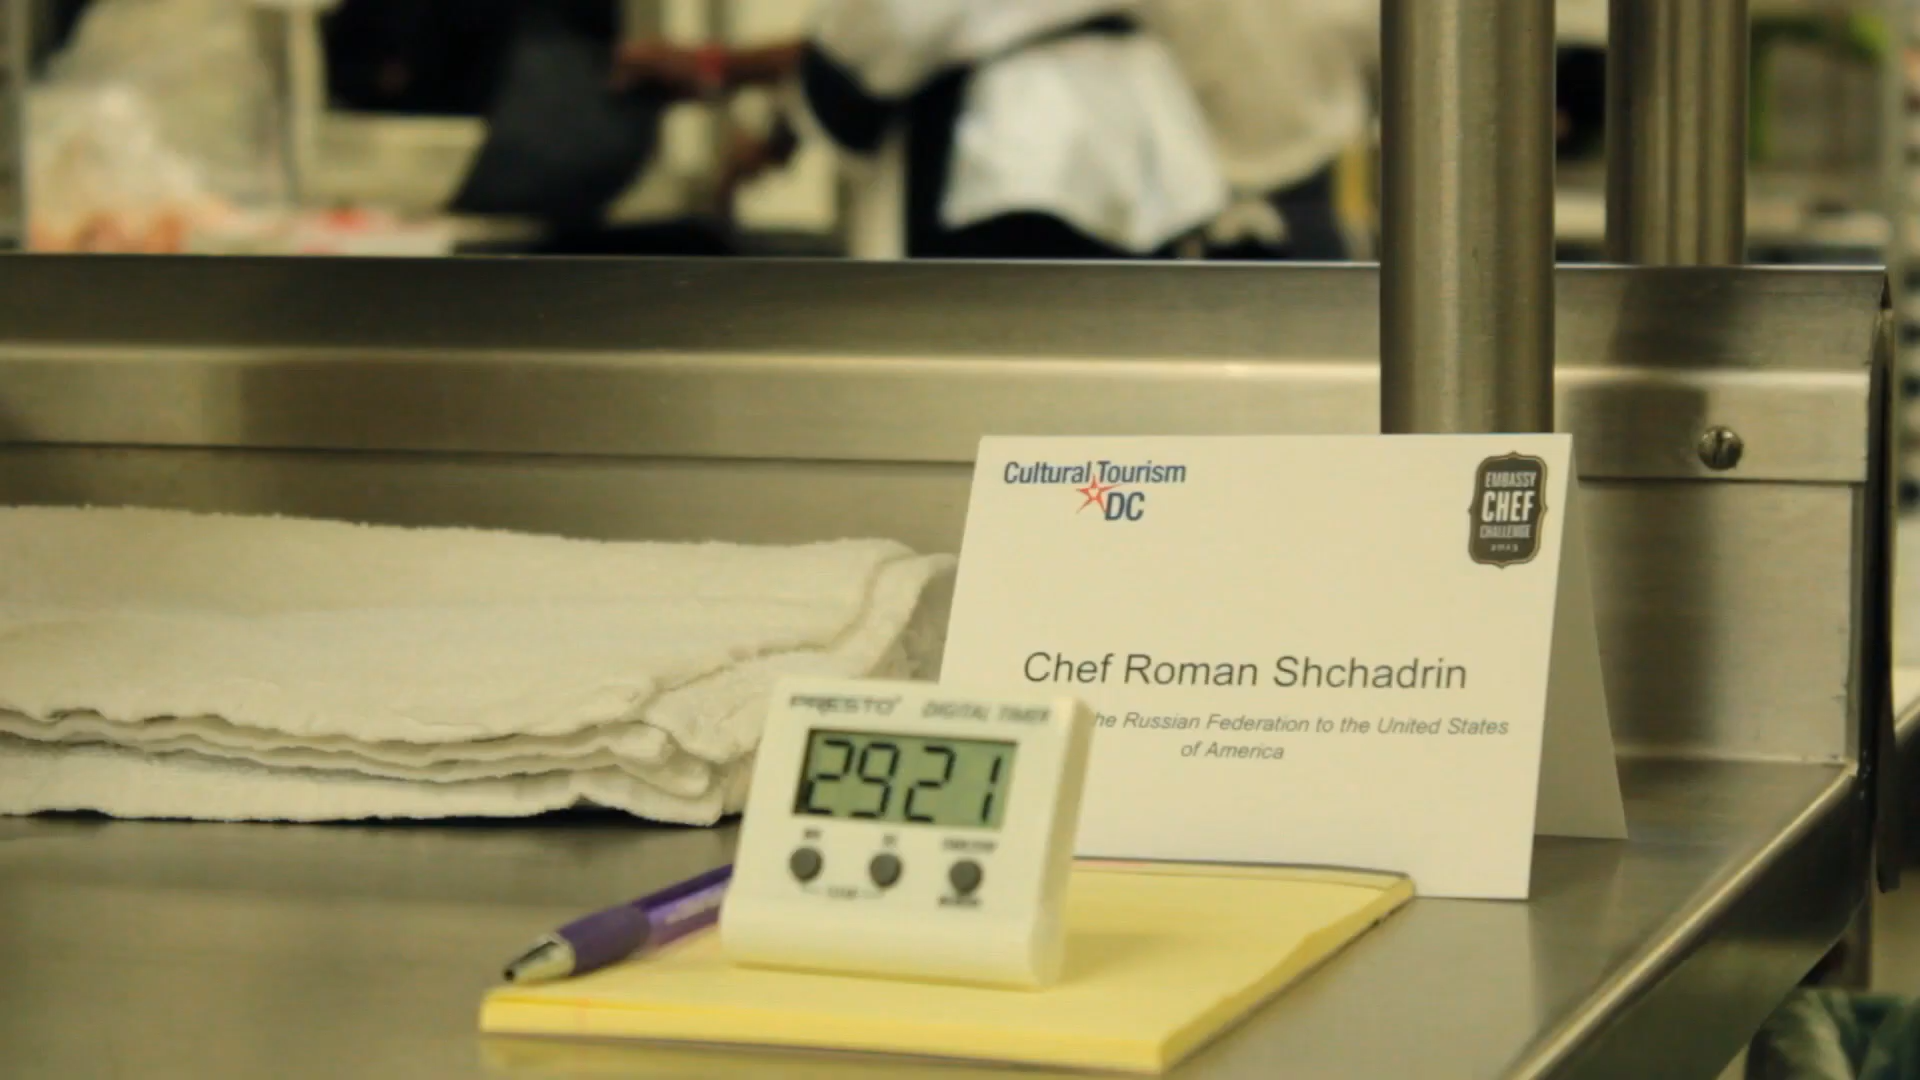 Cultural Tourism
DC
EMBASSY
CHEF
CHALLENGE
2013
Chef Roman Shchadrin
he Russian Federation to the United States
of America
PRESTO DIGITAL TIMER
2921